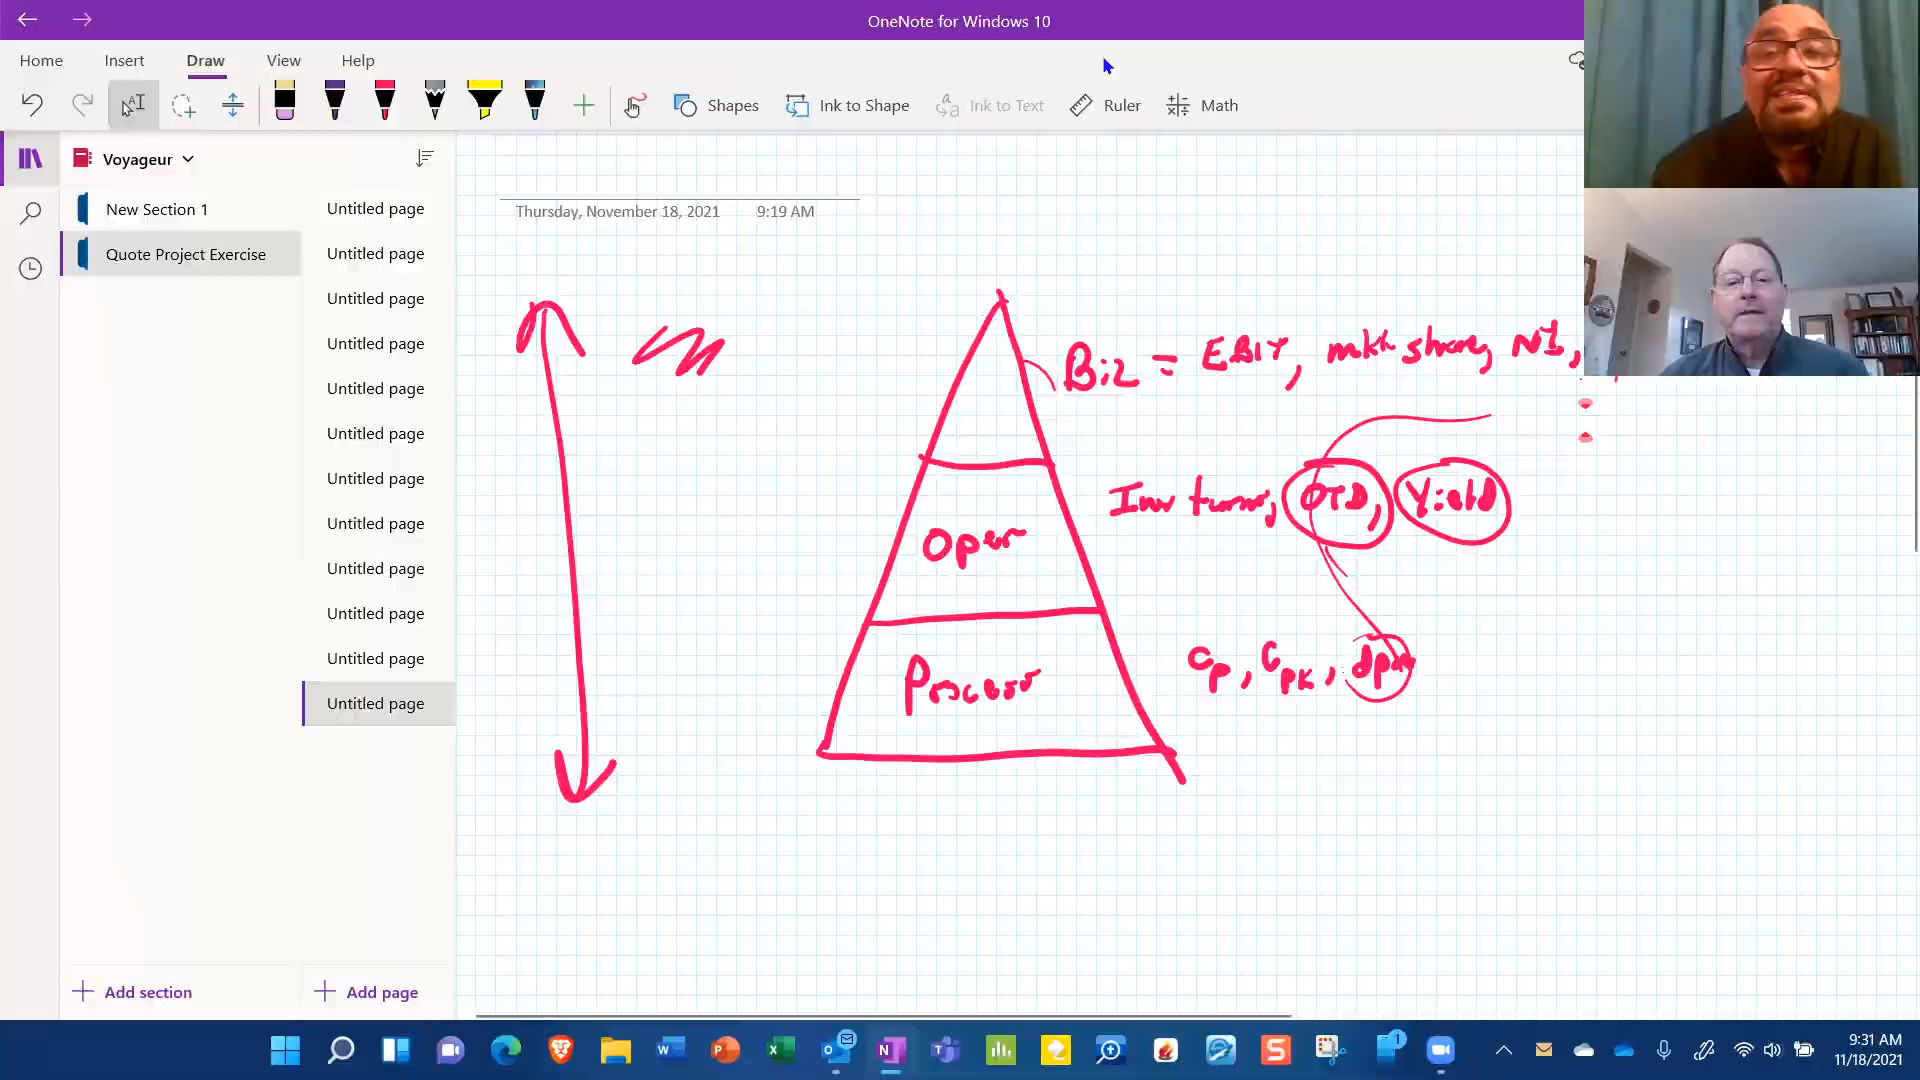 OneNote for Windows 10
Home Insert Draw View Help
Shapes Ink to Shape Ink to Text Ruler Math
Voyageur
New Section 1
Quote Project Exercise
Untitled page
Untitled page
Untitled page
Untitled page
Untitled page
Untitled page
Untitled page
Untitled page
Untitled page
Untitled page
Untitled page
Untitled page
Add section
Add page
Thursday, November 18, 2021 9:19 AM
Biz = EBIT, mkt share, NI,
Inv turns, OTD, Yield
Oper
Process
Cp, Cpk,
9:31 AM
11/18/2021